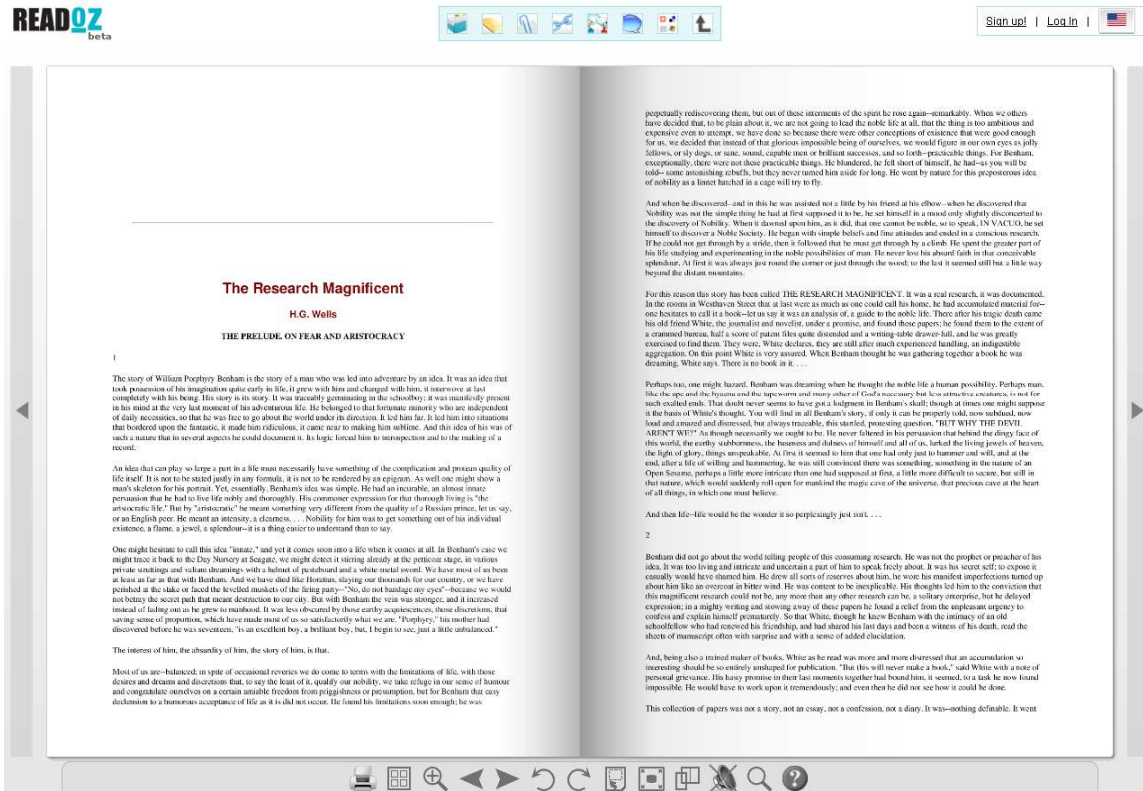 READOZ
beta
Sign up! | Log In |
The Research Magnificent
H.G. Wells
THE PRELUDE, ON FEAR AND ARISTOCRACY
1
The story of William Porphyry Benham is the story of a man who was led into adventure by an idea. It was an idea that
took possession of his imagination quite early in life, it grew with him and changed with him, it interwove at last
completely with his being. His story is its story. It was traceably germinating in the schoolboy; it was manifestly present
in his mind at the very last moment of his adventurous life. He belonged to that fortunate minority who are independent
of daily necessities, so that he was free to go about the world under its direction. It led him far. It led him into situations
that bordered upon the fantastic, it made him ridiculous, it came near to making him sublime. And this idea of his was of
such a nature that in several aspects he could document it. Its logic forced him to introspection and to the making of a
record.
An idea that can play so large a part in a life must necessarily have something of the complication and protean quality of
life itself. It is not to be stated justly in any formula, it is not to be rendered by an epigram. As well one might show a
man's skeleton for his portrait. Yet, essentially, Benham's idea was simple. He had an incurable, an almost innate
persuasion that he had to live life nobly and thoroughly. His commoner expression for that thorough living is "the
aristocratic life." But by "aristocratic" he meant something very different from the quality of a Russian prince, let us say,
or an English peer. He meant an intensity, a clearness. . . . Nobility for him was to get something out of his individual
existence, a flame, a jewel, a splendour--it is a thing easier to understand than to say.
One might hesitate to call this idea "innate," and yet it comes soon into a life when it comes at all. In Benham's case we
might trace it back to the Day Nursery at Seagate, we might detect it stirring already at the petticoat stage, in various
private struttings and valiant dreamings with a helmet of pasteboard and a white-metal sword. We have most of us been
at least as far as that with Benham. And we have died like Horatius, slaying our thousands for our country, or we have
perished at the stake or faced the levelled muskets of the firing party--"No, do not bandage my eyes"--because we would
not betray the secret path that meant destruction to our city. But with Benham the vein was stronger, and it increased
instead of fading out as he grew to manhood. It was less obscured by those earthy acquiescences, those discretions, that
saving sense of proportion, which have made most of us so satisfactorily what we are. "Porphyry," his mother had
discovered before he was seventeen, "is an excellent boy, a brilliant boy, but, I begin to see, just a little unbalanced."
The interest of him, the absurdity of him, the story of him, is that.
Most of us are--balanced; in spite of occasional reveries we do come to terms with the limitations of life, with those
desires and dreams and discretions that, to say the least of it, qualify our nobility, we take refuge in our sense of humour
and congratulate ourselves on a certain amiable freedom from priggishness or presumption, but for Benham that easy
declension to a humorous acceptance of life as it is did not occur. He found his limitations soon enough; he was
perpetually rediscovering them, but out of these interments of the spirit he rose again--remarkably. When we others
have decided that, to be plain about it, we are not going to lead the noble life at all, that the thing is too ambitious and
expensive even to attempt, we have done so because there were other conceptions of existence that were good enough
for us, we decided that instead of that glorious impossible being of ourselves, we would figure in our own eyes as jolly
fellows, or sly dogs, or sane, sound, capable men or brilliant successes, and so forth--practicable things. For Benham,
exceptionally, there were not these practicable things. He blundered, he fell short of himself, he had--as you will be
told-- some astonishing rebuffs, but they never turned him aside for long. He went by nature for this preposterous idea
of nobility as a linnet hatched in a cage will try to fly.
And when he discovered--and in this he was assisted not a little by his friend at his elbow--when he discovered that
Nobility was not the simple thing he had at first supposed it to be, he set himself in a mood only slightly disconcerted to
the discovery of Nobility. When it dawned upon him, as it did, that one cannot be noble, so to speak, IN VACUO, he set
himself to discover a Noble Society. He began with simple beliefs and fine attitudes and ended in a conscious research.
If he could not get through by a stride, then it followed that he must get through by a climb. He spent the greater part of
his life studying and experimenting in the noble possibilities of man. He never lost his absurd faith in that conceivable
splendour. At first it was always just round the corner or just through the wood; to the last it seemed still but a little way
beyond the distant mountains.
For this reason this story has been called THE RESEARCH MAGNIFICENT. It was a real research, it was documented.
In the rooms in Westhaven Street that at last were as much as one could call his home, he had accumulated material for--
one hesitates to call it a book--let us say it was an analysis of, a guide to the noble life. There after his tragic death came
his old friend White, the journalist and novelist, under a promise, and found these papers; he found them to the extent of
a crammed bureau, half a score of patent files quite distended and a writing-table drawer-full, and he was greatly
exercised to find them. They were, White declares, they are still after much experienced handling, an indigestible
aggregation. On this point White is very assured. When Benham thought he was gathering together a book he was
dreaming, White says. There is no book in it. . . .
Perhaps too, one might hazard, Benham was dreaming when he thought the noble life a human possibility. Perhaps man,
like the ape and the hyaena and the tapeworm and many other of God's necessary but less attractive creatures, is not for
such exalted ends. That doubt never seems to have got a lodgment in Benham's skull; though at times one might suppose
it the basis of White's thought. You will find in all Benham's story, if only it can be properly told, now subdued, now
loud and amazed and distressed, but always traceable, this startled, protesting question, "BUT WHY THE DEVIL
AREN'T WE?" As though necessarily we ought to be. He never faltered in his persuasion that behind the dingy face of
this world, the earthy stubbornness, the baseness and dulness of himself and all of us, lurked the living jewels of heaven,
the light of glory, things unspeakable. At first it seemed to him that one had only just to hammer and will, and at the
end, after a life of willing and hammering, he was still convinced there was something, something in the nature of an
Open Sesame, perhaps a little more intricate than one had supposed at first, a little more difficult to secure, but still in
that nature, which would suddenly roll open for mankind the magic cave of the universe, that precious cave at the heart
of all things, in which one must believe.
And then life--life would be the wonder it so perplexingly just isn't. . . .
2
Benham did not go about the world telling people of this consuming research. He was not the prophet or preacher of his
idea. It was too living and intricate and uncertain a part of him to speak freely about. It was his secret self; to expose it
casually would have shamed him. He drew all sorts of reserves about him, he wore his manifest imperfections turned up
about him like an overcoat in bitter wind. He was content to be inexplicable. His thoughts led him to the conviction that
this magnificent research could not be, any more than any other research can be, a solitary enterprise, but he delayed
expression; in a mighty writing and stowing away of these papers he found a relief from the unpleasant urgency to
confess and explain himself prematurely. So that White, though he knew Benham with the intimacy of an old
schoolfellow who had renewed his friendship, and had shared his last days and been a witness of his death, read the
sheets of manuscript often with surprise and with a sense of added elucidation.
And, being also a trained maker of books, White as he read was more and more distressed that an accumulation so
interesting should be so entirely unshaped for publication. "But this will never make a book," said White with a note of
personal grievance. His hasty promise in their last moments together had bound him, it seemed, to a task he now found
impossible. He would have to work upon it tremendously; and even then he did not see how it could be done.
This collection of papers was not a story, not an essay, not a confession, not a diary. It was--nothing definable. It went